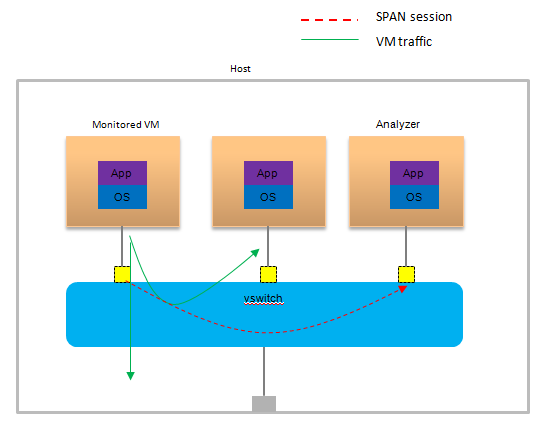 SPAN session
VM traffic
Host
Monitored VM
Analyzer
App
OS
App
OS
App
OS
vswitch